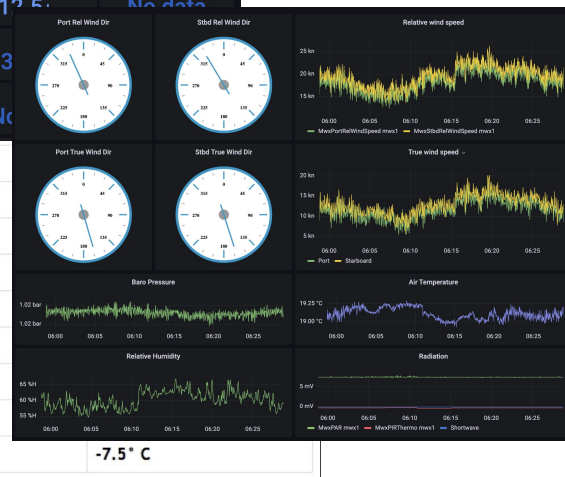 12.5
No data
3
Port Rel Wind Dir
Stbd Rel Wind Dir
Relative wind speed
0
45
90
135
180
225
270
315
0
45
90
135
180
225
270
315
25 kn
20 kn
15 kn
06:00 06:05 06:10 06:15 06:20 06:25
MwxPortRelWindSpeed mwx1 MwxStbdRelWindSpeed mwx1
Port True Wind Dir
Stbd True Wind Dir
True wind speed
0
45
90
135
180
225
270
315
0
45
90
135
180
225
270
315
20 kn
15 kn
10 kn
5 kn
06:00 06:05 06:10 06:15 06:20 06:25
Port Starboard
Baro Pressure
1.02 bar
1.02 bar
06:00 06:05 06:10 06:15 06:20 06:25
Air Temperature
19.25 °C
19.00 °C
06:00 06:05 06:10 06:15 06:20 06:25
Relative Humidity
65 %H
60 %H
55 %H
06:00 06:05 06:10 06:15 06:20 06:25
Radiation
5 mV
0 mV
06:00 06:05 06:10 06:15 06:20 06:25
MwxPAR mwx1 MwxPIRThermo mwx1 Shortwave
-7.5° C